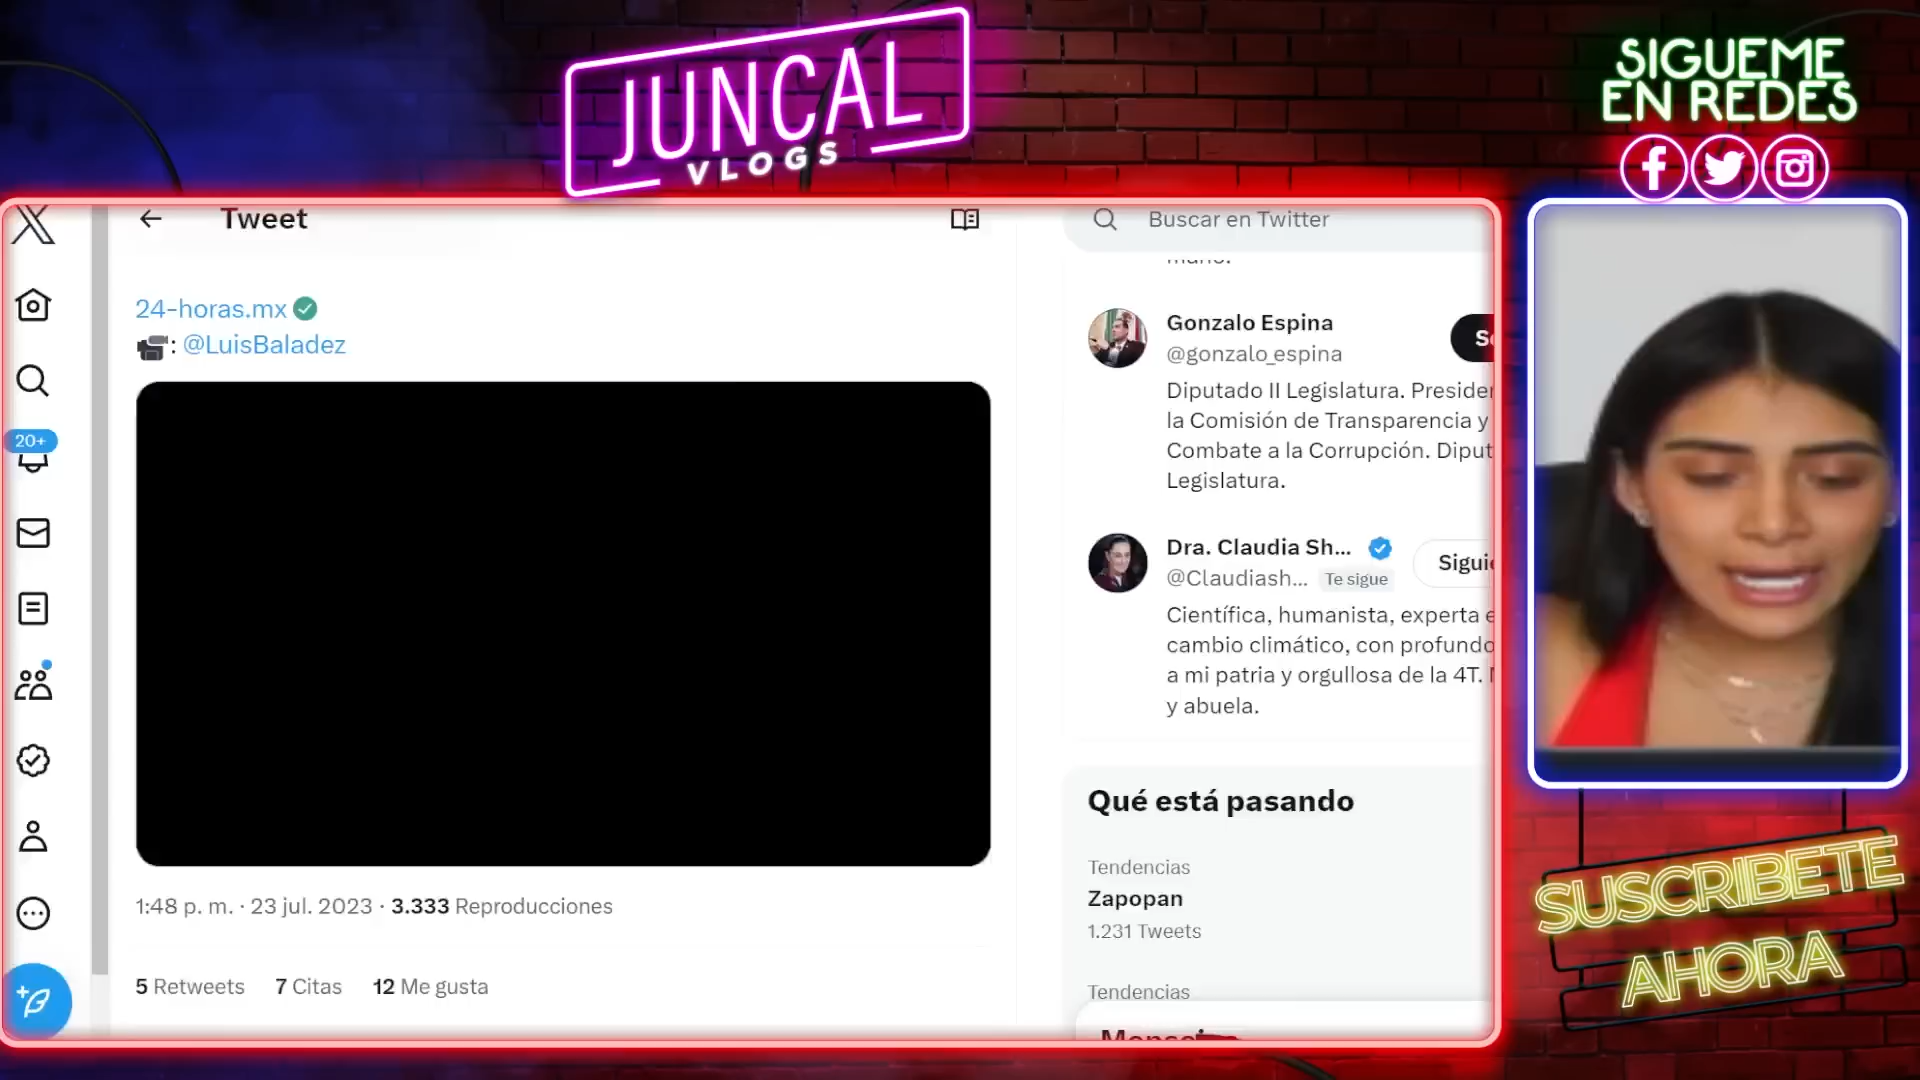 JUNCAL
VLOGS
SIGUEME
EN REDES
Tweet
24-horas.mx
: @LuisBaladez
1:48 p. m. · 23 jul. 2023 · 3.333 Reproducciones
5 Retweets 7 Citas 12 Me gusta
20+
Buscar en Twitter
mano.
Gonzalo Espina
@gonzalo_espina
Diputado II Legislatura.
la Comisión de Transparencia y
Combate a la Corrupción.
Legislatura.
Dra. Claudia Sh...
@Claudiash... Te sigue
Científica, humanista, experta
cambio climático, con profundo
a mi patria y orgullosa de la 4T.
y abuela.
Qué está pasando
Tendencias
Zapopan
1.231 Tweets
Tendencias
SUSCRIBETE
AHORA